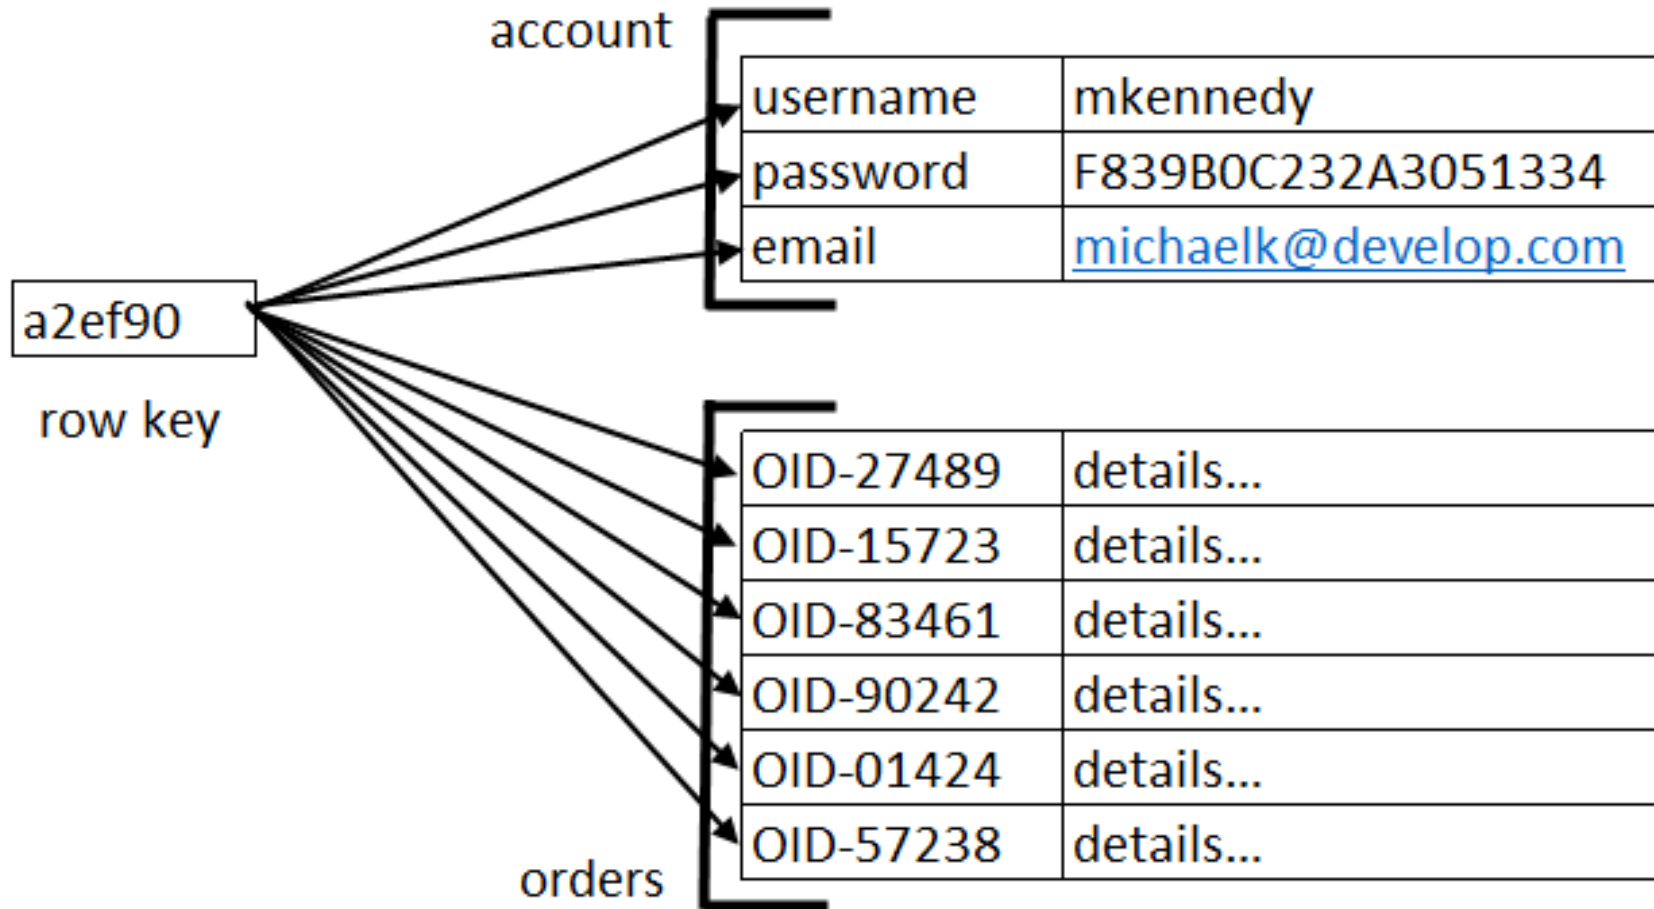 account
username mkennedy
password F839B0C232A3051334
email michaelk@develop.com
a2ef90
row key
OID-27489 details...
OID-15723 details...
OID-83461 details...
OID-90242 details...
OID-01424 details...
OID-57238 details...
orders